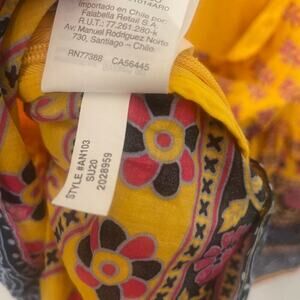 Importado en Chile por:
Falabella Retail S.A.
R.U.T.: 77.261.280-k
Av: Manuel Rodriguez Norte
730, Santiago - Chile.
RN77388 CA56445
STYLE #AN103
SU20
2028959